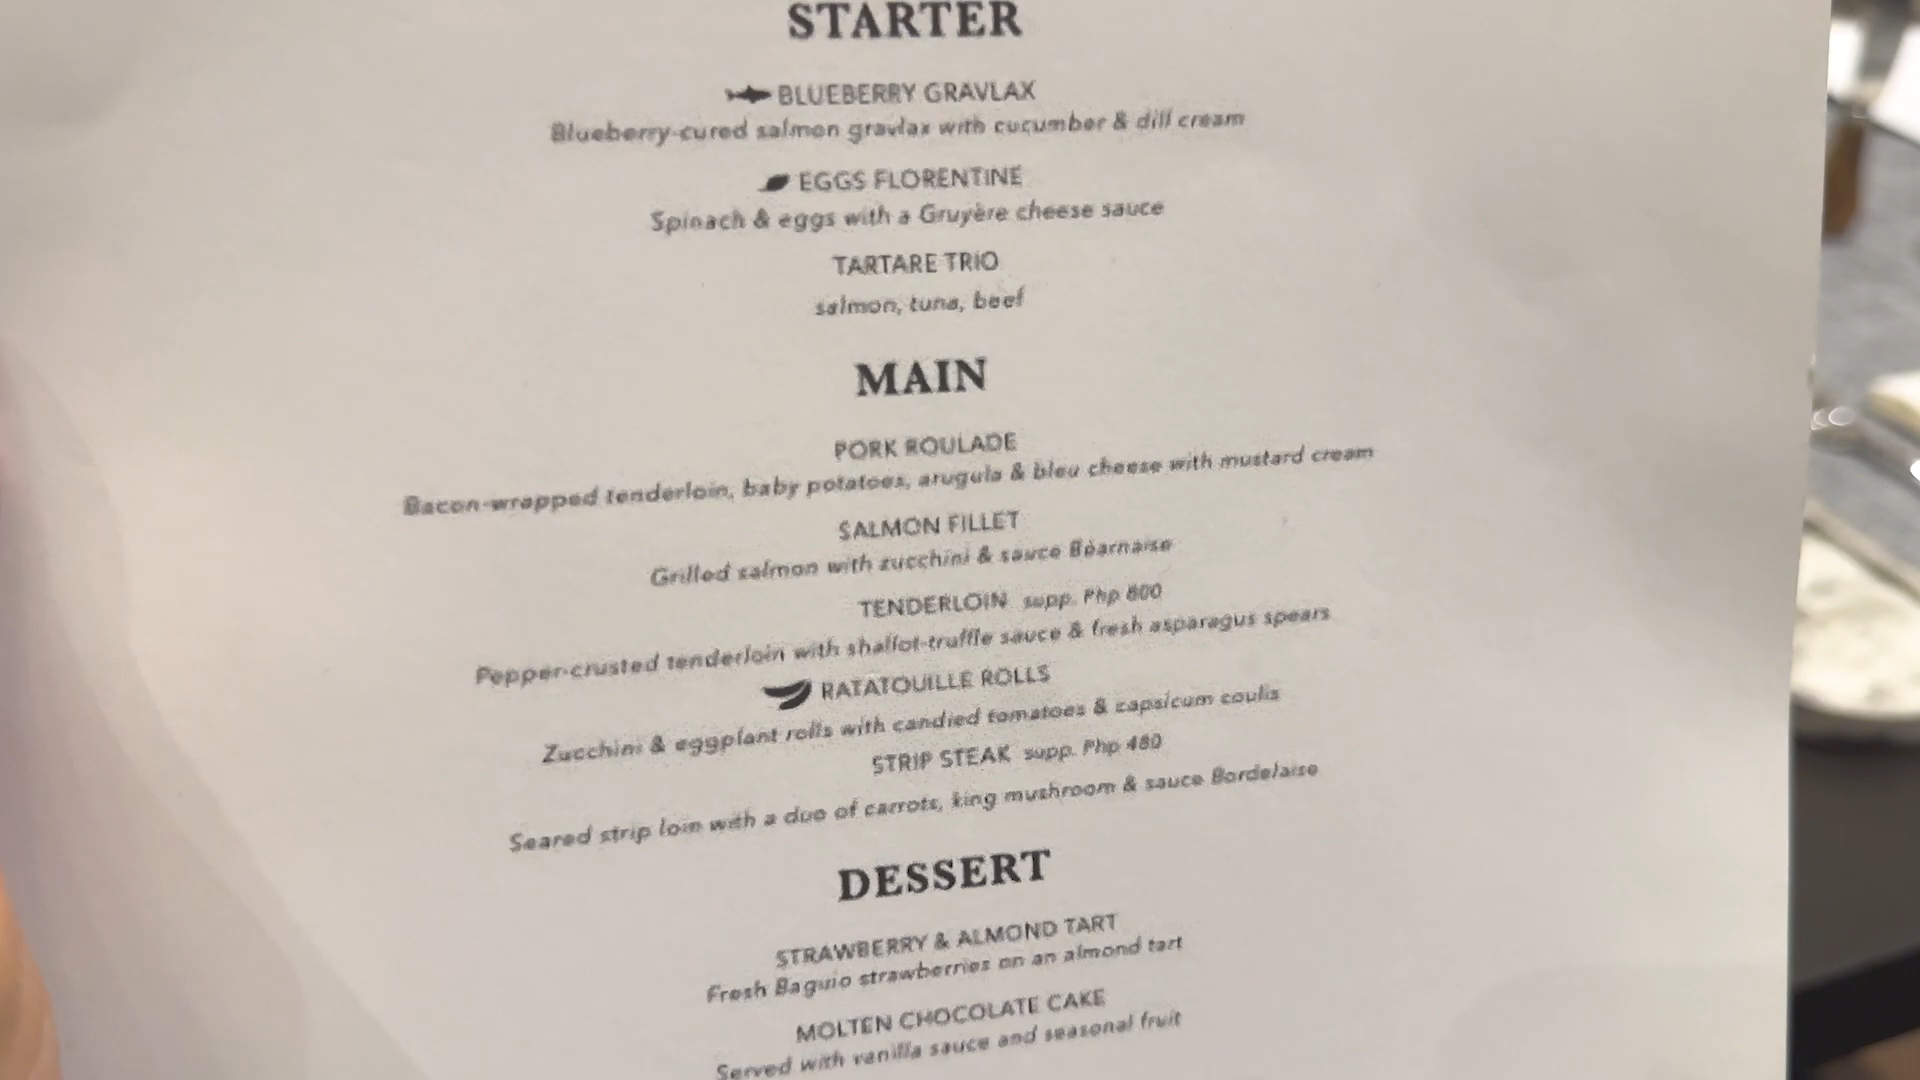 STARTER
BLUEBERRY GRAVLAX
Blueberry-cured salmon gravlax with cucumber & dill cream
EGGS FLORENTINE
Spinach & eggs with a Gruyère cheese sauce
TARTARE TRIO
salmon, tuna, beef
MAIN
PORK ROULADE
Bacon-wrapped tenderloin, baby potatoes, arugula & bleu cheese with mustard cream
SALMON FILLET
Grilled salmon with zucchini & sauce Béarnaise
TENDERLOIN supp. Php 800
Pepper-crusted tenderloin with shallot-truffle sauce & fresh asparagus spears
RATATOUILLE ROLLS
Zucchini & eggplant rolls with candied tomatoes & capsicum coulis
STRIP STEAK supp. Php 480
Seared strip loin with a duo of carrots, king mushroom & sauce Bordelaise
DESSERT
STRAWBERRY & ALMOND TART
Fresh Baguio strawberries on an almond tart
MOLTEN CHOCOLATE CAKE
Served with vanilla sauce and seasonal fruit